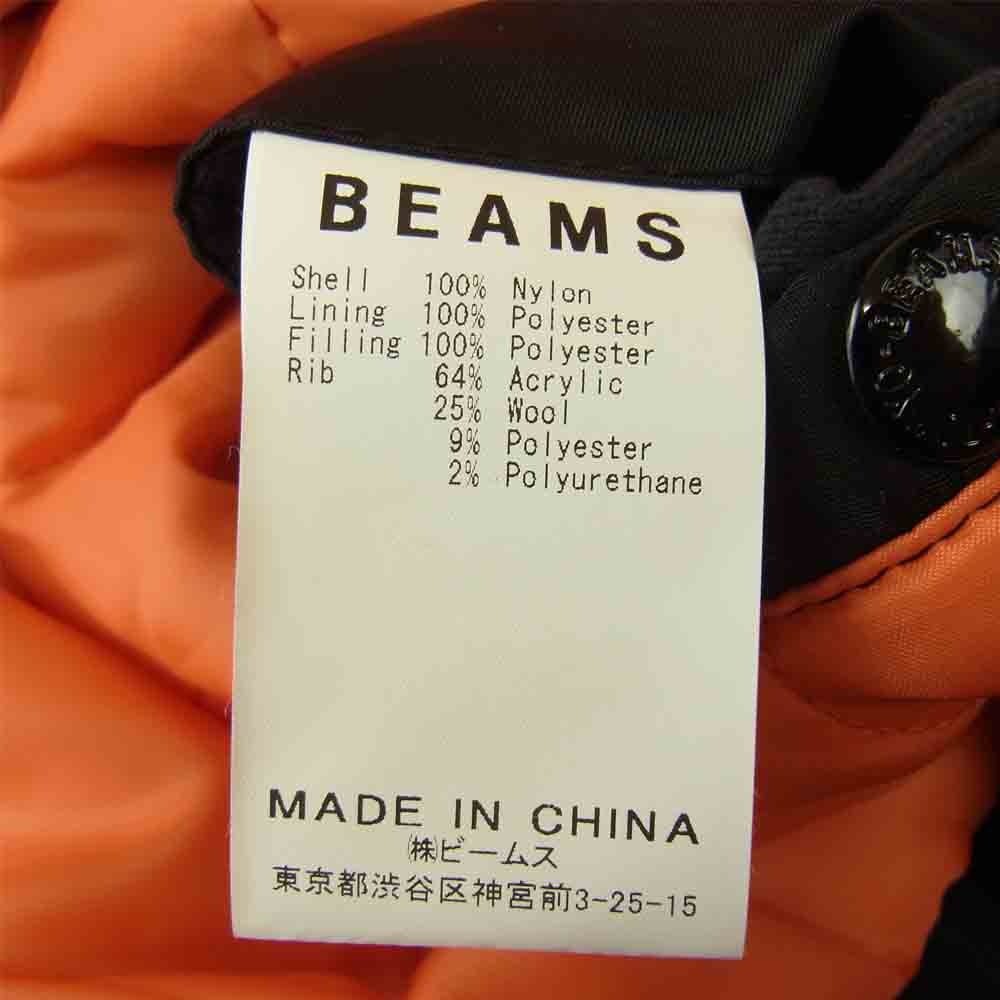 BEAMS
Shell 100% Nylon
Lining 100% Polyester
Filling 100% Polyester
Rib 64% Acrylic
25% Wool
9% Polyester
2% Polyurethane
MADE IN CHINA
㈱ビームス
東京都渋谷区神宮前3-25-15